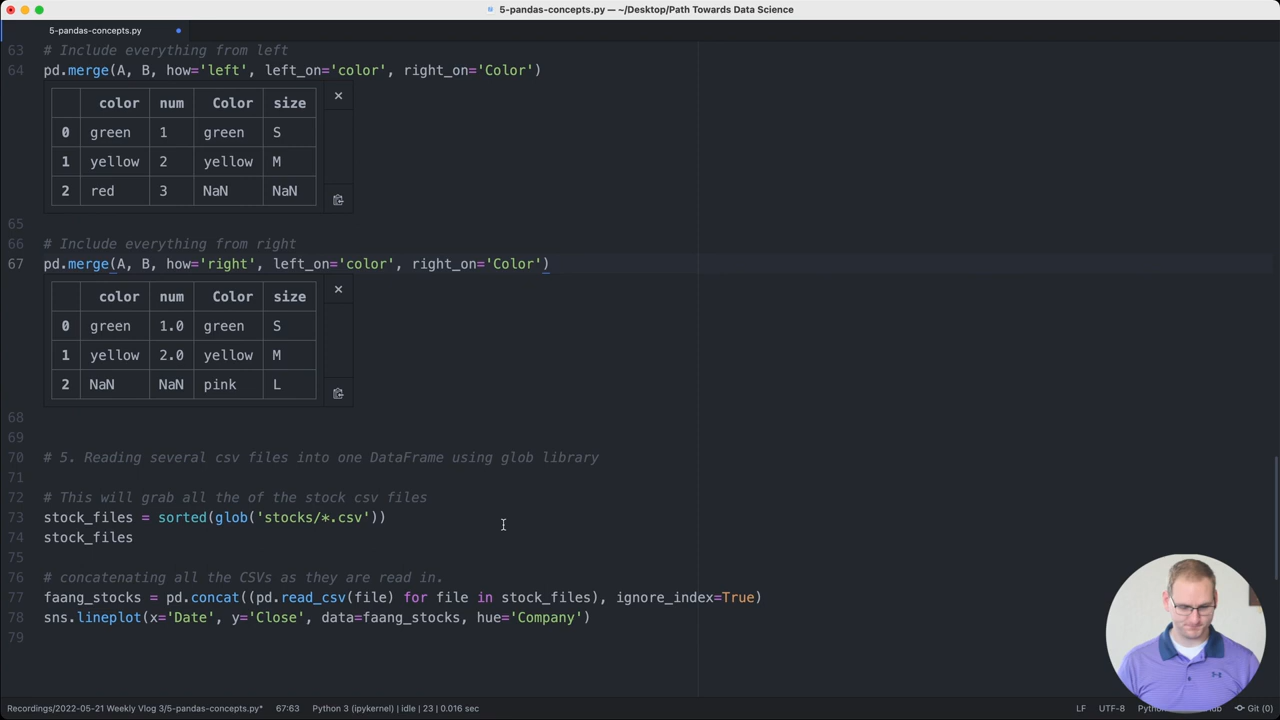 5-pandas-concepts.py — ~/Desktop/Path Towards Data Science
5-pandas-concepts.py
63 # Include everything from left
64 pd.merge(A, B, how='left', left_on='color', right_on='Color')
color num Color size
0 green 1 green S
1 yellow 2 yellow M
2 red 3 NaN NaN
65
66 # Include everything from right
67 pd.merge(A, B, how='right', left_on='color', right_on='Color')
color num Color size
0 green 1.0 green S
1 yellow 2.0 yellow M
2 NaN NaN pink L
68
69
70 # 5. Reading several csv files into one DataFrame using glob library
71
72 # This will grab all the of the stock csv files
73 stock_files = sorted(glob('stocks/*.csv'))
74 stock_files
75
76 # concatenating all the CSVs as they are read in.
77 faang_stocks = pd.concat((pd.read_csv(file) for file in stock_files), ignore_index=True)
78 sns.lineplot(x='Date', y='Close', data=faang_stocks, hue='Company')
79
Recordings/2022-05-21 Weekly Vlog 3/5-pandas-concepts.py* 67:63 Python 3 (ipykernel) | idle | 23 | 0.016 sec LF UTF-8 Git (0)